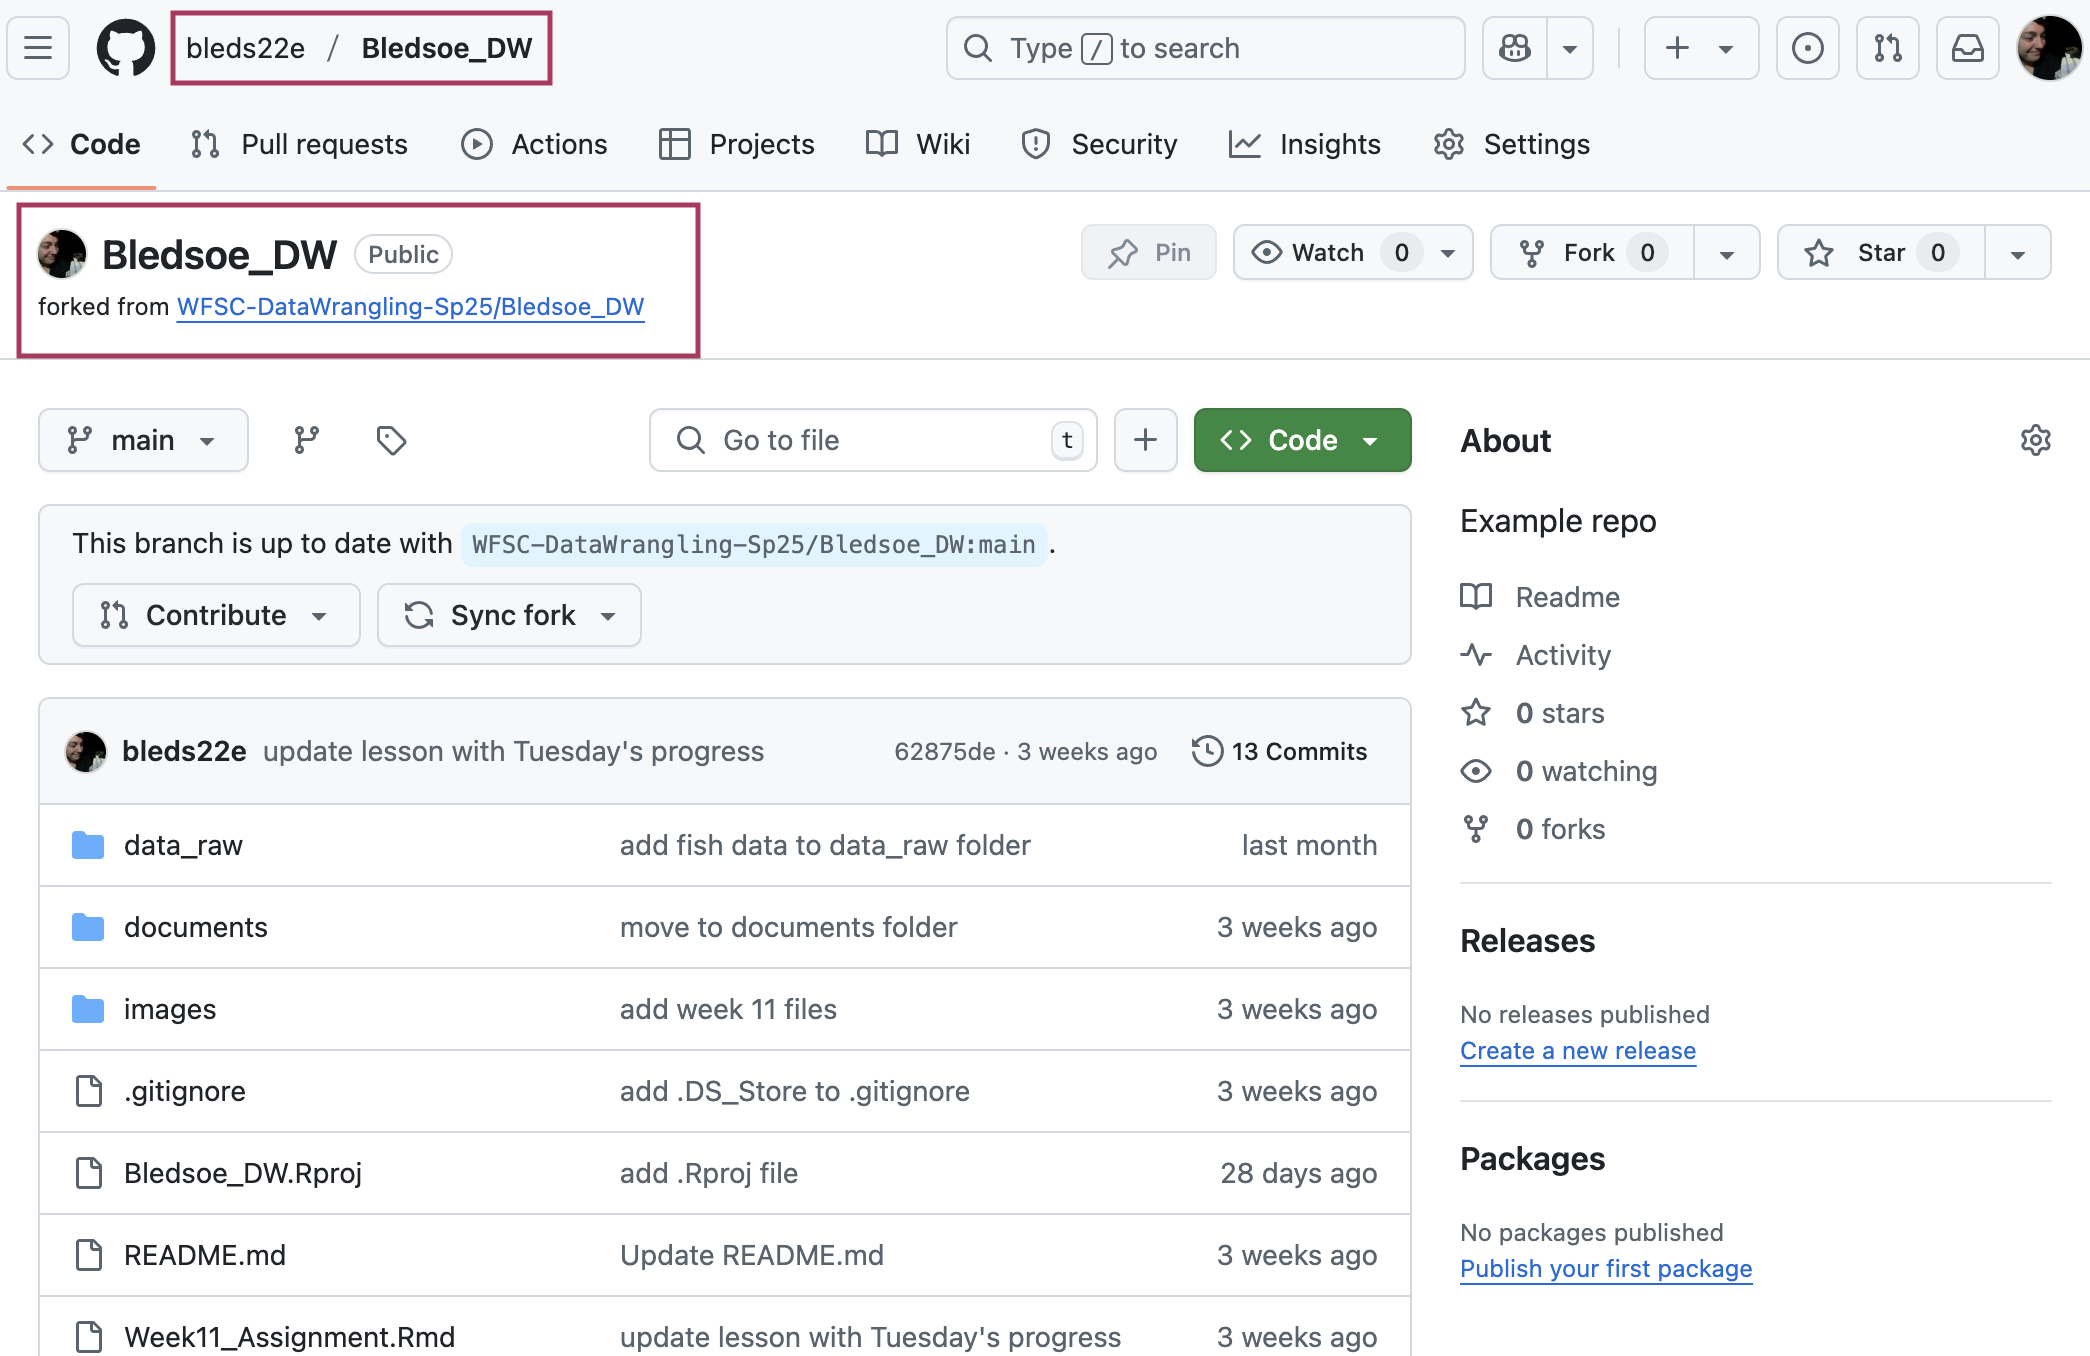 bleds22e / Bledsoe_DW
Type / to search
Code Pull requests Actions Projects Wiki Security Insights Settings
Bledsoe_DW Public
forked from WFSC-DataWrangling-Sp25/Bledsoe_DW
Pin Watch 0 Fork 0 Star 0
main Go to file t Code
This branch is up to date with WFSC-DataWrangling-Sp25/Bledsoe_DW:main .
Contribute Sync fork
bleds22e update lesson with Tuesday's progress 62875de · 3 weeks ago 13 Commits
data_raw add fish data to data_raw folder last month
documents move to documents folder 3 weeks ago
images add week 11 files 3 weeks ago
.gitignore add .DS_Store to .gitignore 3 weeks ago
Bledsoe_DW.Rproj add .Rproj file 28 days ago
README.md Update README.md 3 weeks ago
Week11_Assignment.Rmd update lesson with Tuesday's progress 3 weeks ago
About
Example repo
Readme
Activity
0 stars
0 watching
0 forks
Releases
No releases published
Create a new release
Packages
No packages published
Publish your first package